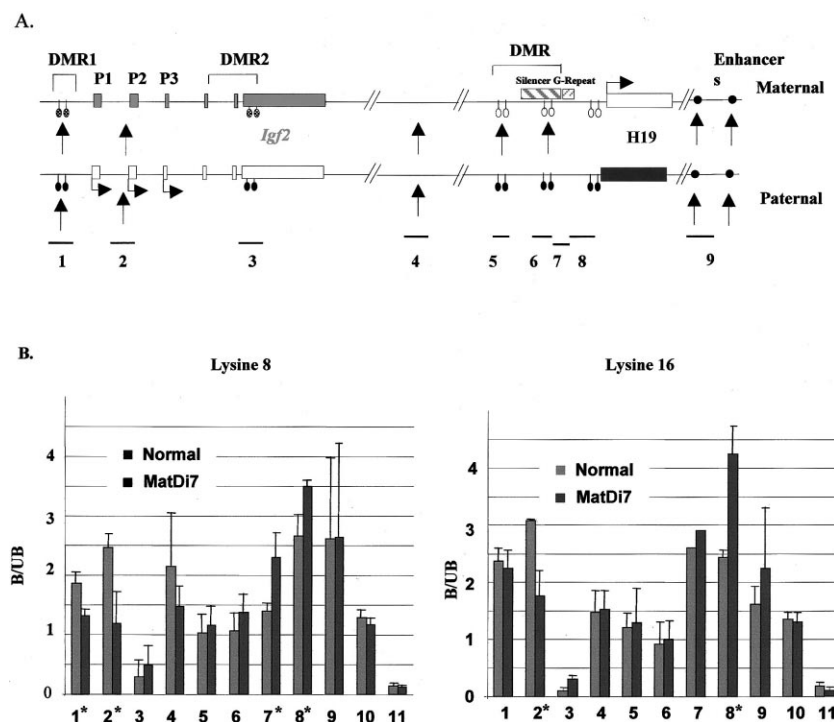 A.
DMR1
P1 P2 P3
DMR2
DMR
Silencer G-Repeat
Enhancer
s
Maternal
Igf2
H19
Paternal
1 2 3 4 5 6 7 8 9
B.
Lysine 8
B/UB
4
3
2
1
0
Normal
MatDi7
1* 2* 3 4 5 6 7* 8* 9 10 11
Lysine 16
B/UB
4
3
2
1
0
Normal
MatDi7
1 2* 3 4 5 6 7 8* 9 10 11